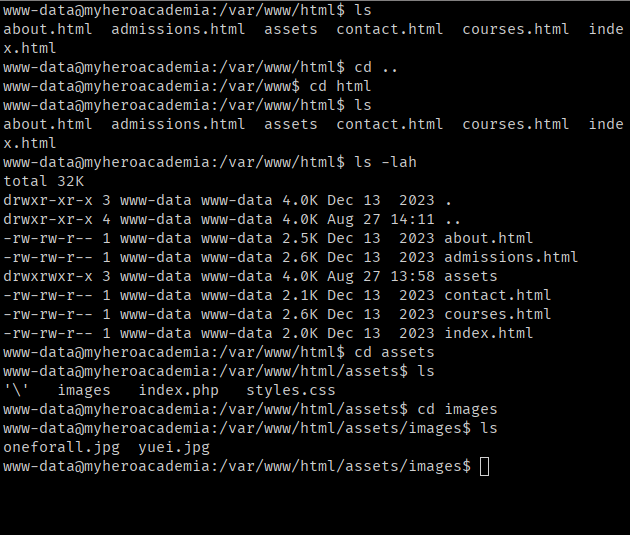 www-data@myheroacademia:/var/www/html$ ls
about.html  admissions.html  assets  contact.html  courses.html  inde
x.html
www-data@myheroacademia:/var/www/html$ cd ..
www-data@myheroacademia:/var/www$ cd html
www-data@myheroacademia:/var/www/html$ ls
about.html  admissions.html  assets  contact.html  courses.html  inde
x.html
www-data@myheroacademia:/var/www/html$ ls -lah
total 32K
drwxr-xr-x 3 www-data www-data 4.0K Dec 13  2023 .
drwxr-xr-x 4 www-data www-data 4.0K Aug 27 14:11 ..
-rw-rw-r-- 1 www-data www-data 2.5K Dec 13  2023 about.html
-rw-rw-r-- 1 www-data www-data 2.6K Dec 13  2023 admissions.html
drwxrwxr-x 3 www-data www-data 4.0K Aug 27 13:58 assets
-rw-rw-r-- 1 www-data www-data 2.1K Dec 13  2023 contact.html
-rw-rw-r-- 1 www-data www-data 2.6K Dec 13  2023 courses.html
-rw-rw-r-- 1 www-data www-data 2.0K Dec 13  2023 index.html
www-data@myheroacademia:/var/www/html$ cd assets
www-data@myheroacademia:/var/www/html/assets$ ls
'\'   images   index.php   styles.css
www-data@myheroacademia:/var/www/html/assets$ cd images
www-data@myheroacademia:/var/www/html/assets/images$ ls
oneforall.jpg  yuei.jpg
www-data@myheroacademia:/var/www/html/assets/images$